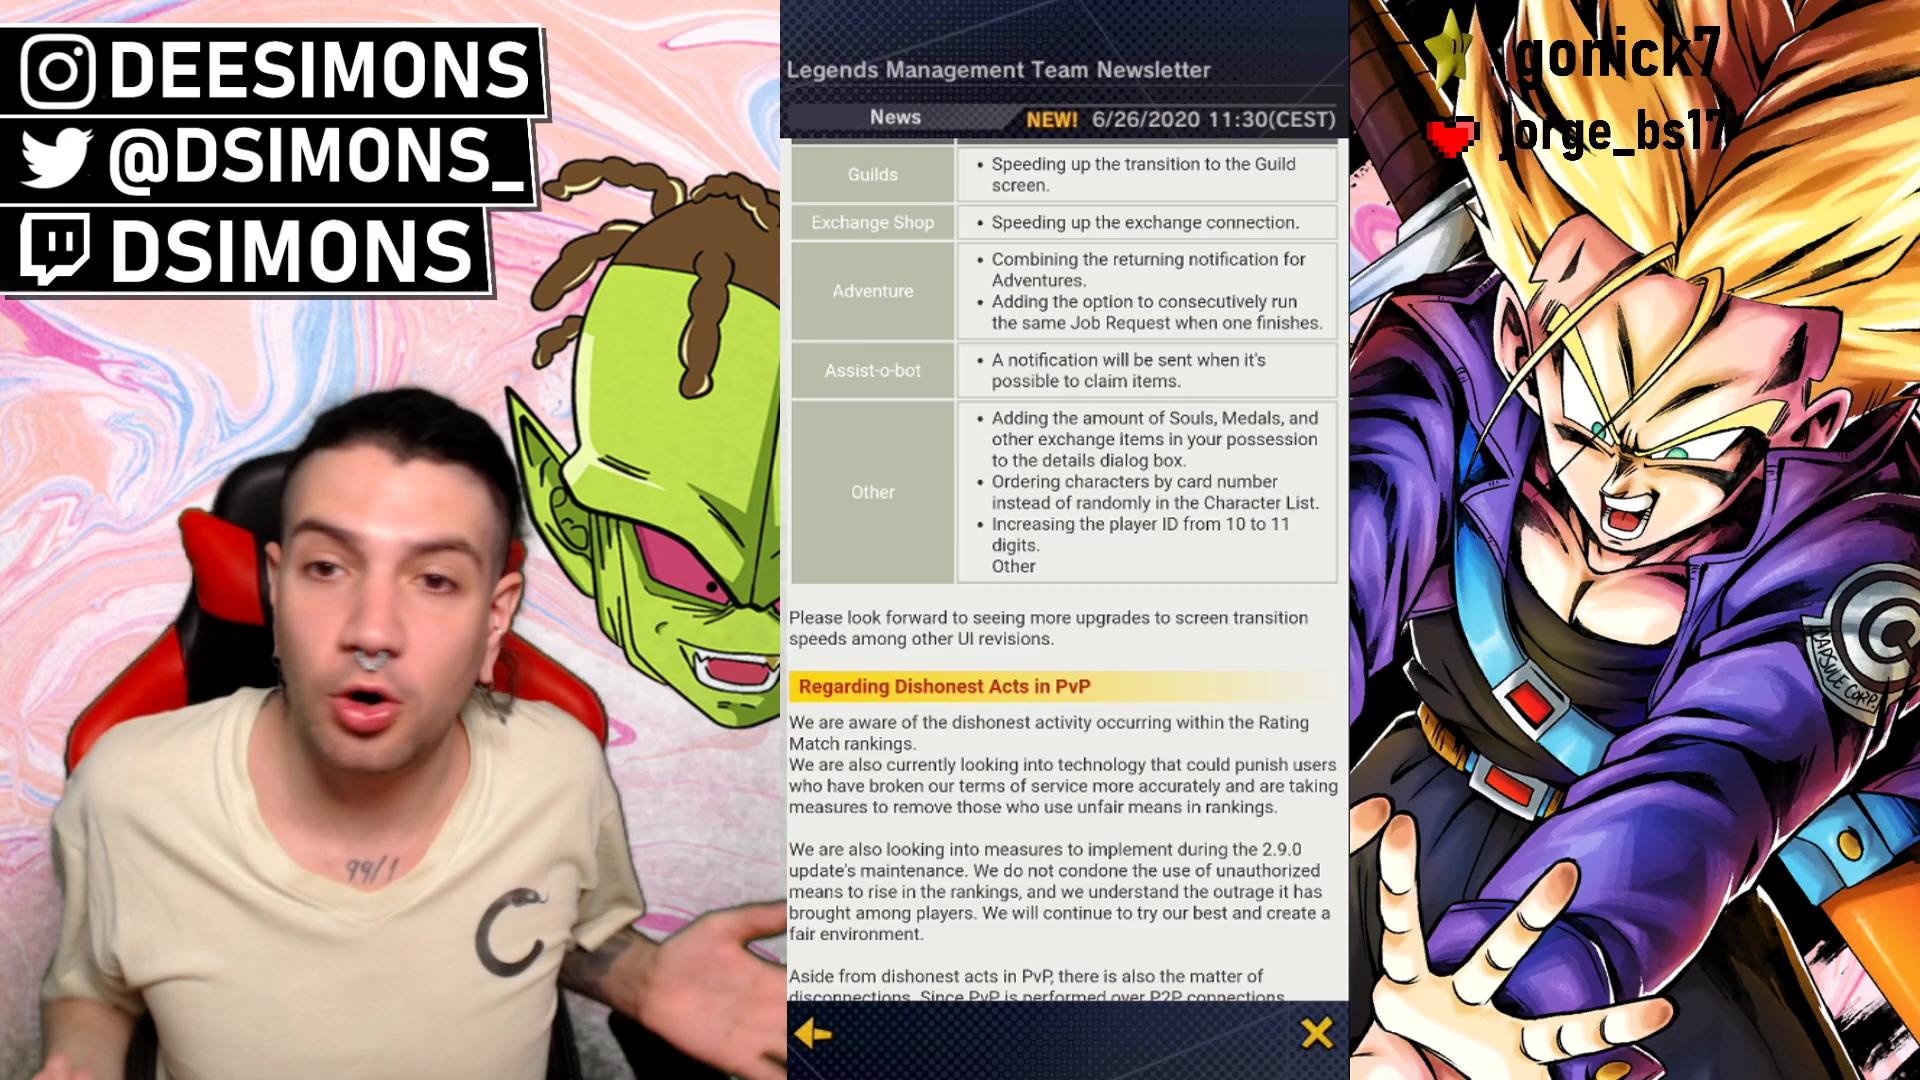 DEESIMONS
@DSIMONS_
DSIMONS
Legends Management Team Newsletter
News
NEW! 6/26/2020 11:30(CEST)
Guilds
• Speeding up the transition to the Guild
screen.
Exchange Shop
• Speeding up the exchange connection.
Adventure
• Combining the returning notification for
Adventures.
• Adding the option to consecutively run
the same Job Request when one finishes.
Assist-o-bot
• A notification will be sent when it's
possible to claim items.
Other
• Adding the amount of Souls, Medals, and
other exchange items in your possession
to the details dialog box.
• Ordering characters by card number
instead of randomly in the Character List.
• Increasing the player ID from 10 to 11
digits.
Other
Please look forward to seeing more upgrades to screen transition
speeds among other UI revisions.
Regarding Dishonest Acts in PvP
We are aware of the dishonest activity occurring within the Rating
Match rankings.
We are also currently looking into technology that could punish users
who have broken our terms of service more accurately and are taking
measures to remove those who use unfair means in rankings.
We are also looking into measures to implement during the 2.9.0
update's maintenance. We do not condone the use of unauthorized
means to rise in the rankings, and we understand the outrage it has
brought among players. We will continue to try our best and create a
fair environment.
Aside from dishonest acts in PvP, there is also the matter of
disconnections. Since PvP is performed over P2P connections,
jorge_bs17
CAPSULE CORP.